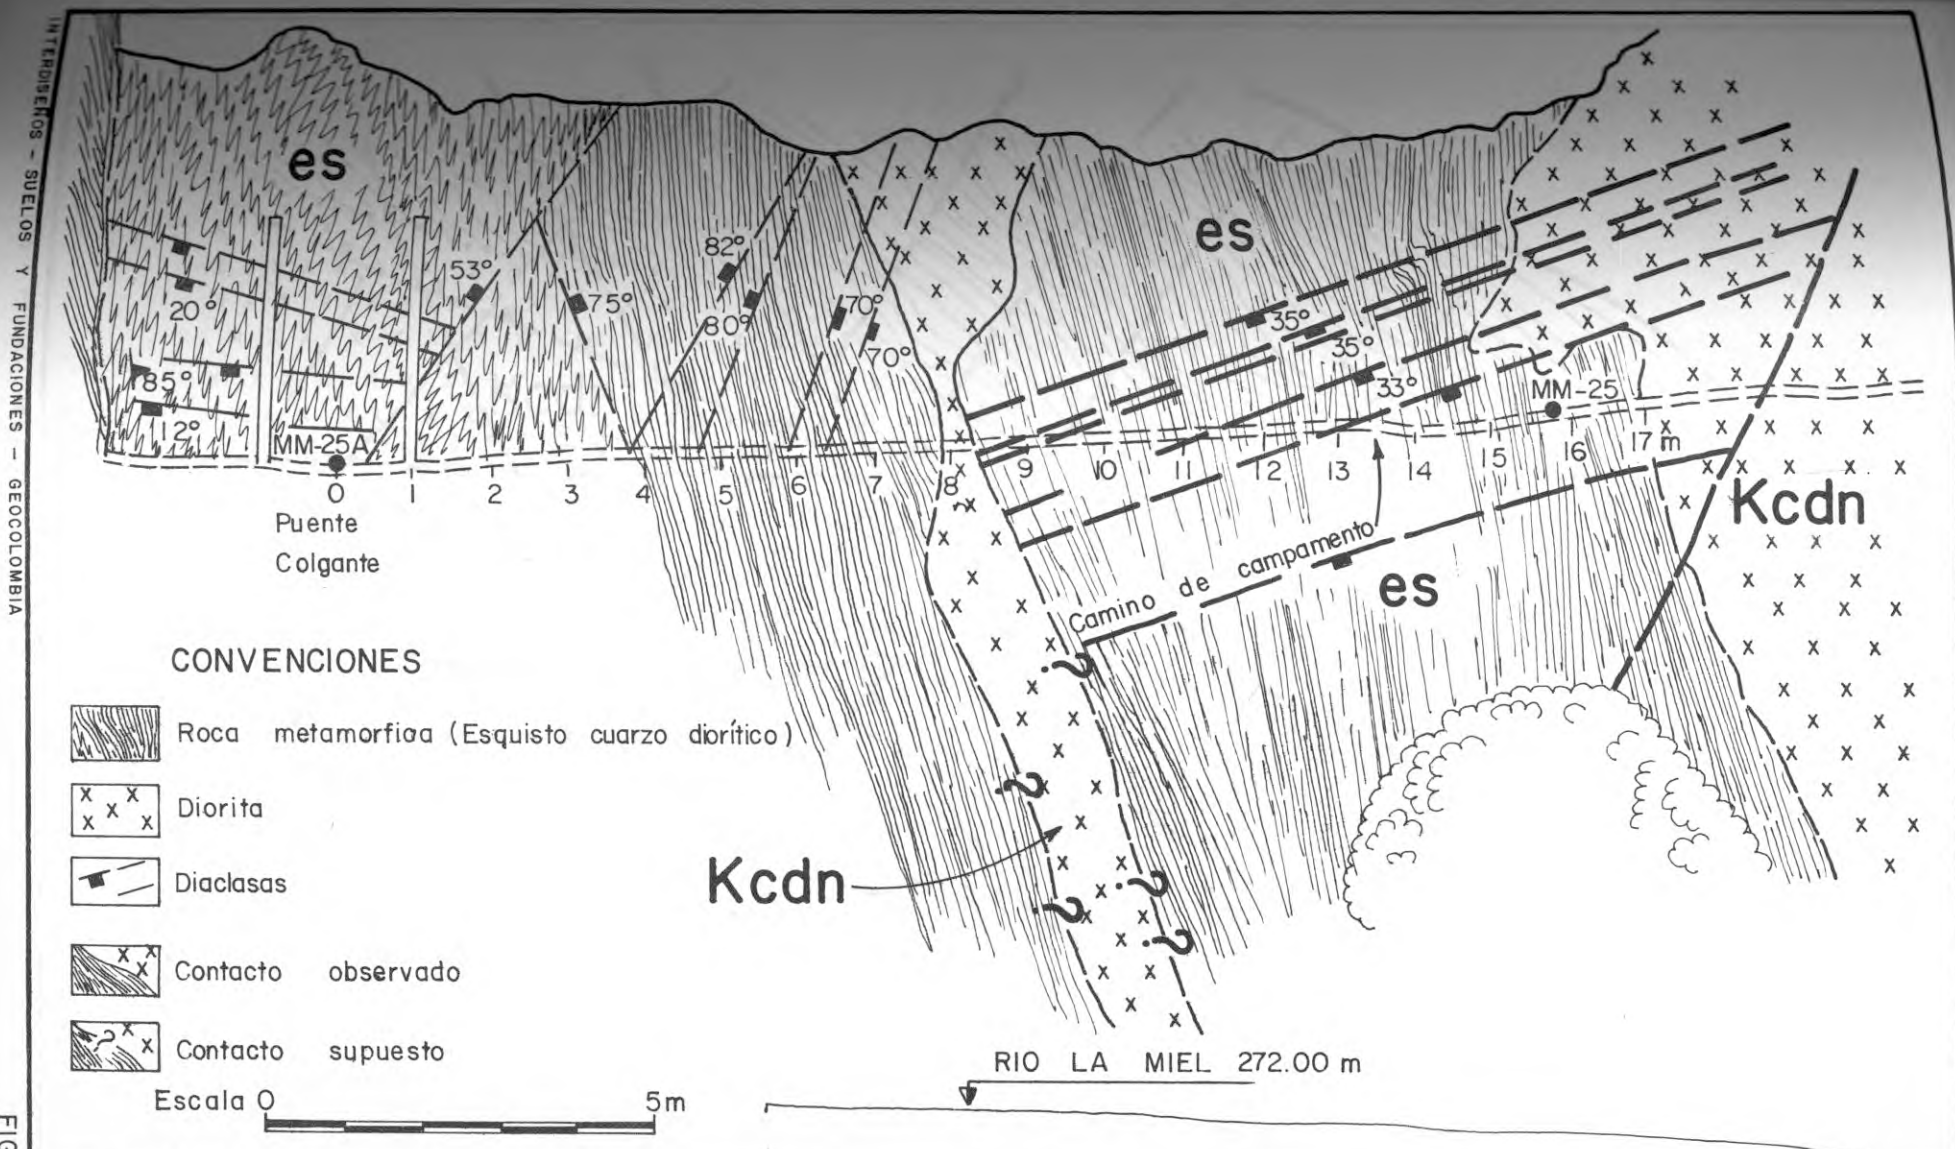 INTERDISEÑOS - SUELOS Y FUNDACIONES - GEOCOLOMBIA
es
es
82°
53°
75°
80°
70°
70°
20°
85°
12°
35°
35°
33°
MM-25
MM-25A
0 1 2 3 4 5 6 7 8 9 10 11 12 13 14 15 16 17 m
Puente
Colgante
Kcdn
Camino de campamento
es
?
?
?
?
?
Kcdn
CONVENCIONES
Roca metamorfica (Esquisto cuarzo diorítico)
Diorita
Diaclasas
Contacto observado
?
Contacto supuesto
RIO LA MIEL 272.00 m
Escala 0 5m
FIG